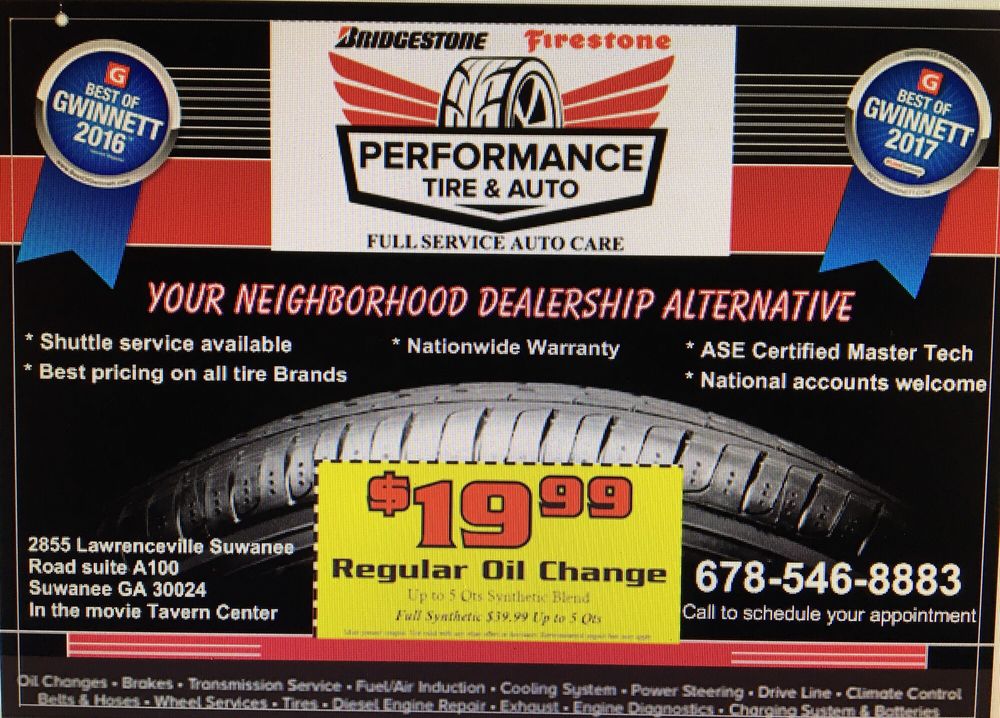 BRIDGESTONE Firestone
G
BEST OF
GWINNETT
2016
PERFORMANCE
TIRE & AUTO
FULL SERVICE AUTO CARE
G
BEST OF
GWINNETT
2017
YOUR NEIGHBORHOOD DEALERSHIP ALTERNATIVE
* Shuttle service available
* Best pricing on all tire Brands
* Nationwide Warranty
* ASE Certified Master Tech
* National accounts welcome
$19.99
Regular Oil Change
Up to 5 Qts Synthetic Blend
Full Synthetic $39.99 Up to 5 Qts
2855 Lawrenceville Suwanee
Road suite A100
Suwanee GA 30024
In the movie Tavern Center
678-546-8883
Call to schedule your appointment
Oil Changes • Brakes • Transmission Service • Fuel/Air Induction • Cooling System • Power Steering • Drive Line • Climate Control
Belts & Hoses • Wheel Services • Tires • Diesel Engine Repair • Exhaust • Engine Diagnostics • Charging System & Batteries